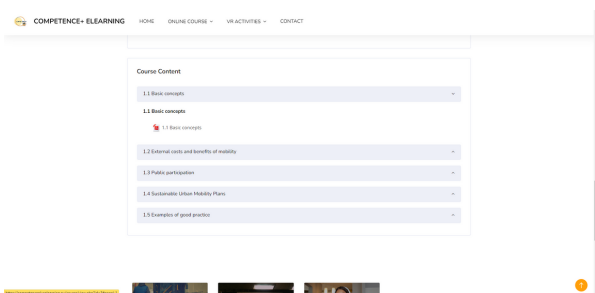 COMPETENCE+ ELEARNING
HOME
ONLINE COURSE
VR ACTIVITIES
CONTACT
Course Content
1.1 Basic concepts
1.1 Basic concepts
1.1 Basic concepts
1.2 External costs and benefits of mobility
1.3 Public participation
1.4 Sustainable Urban Mobility Plans
1.5 Examples of good practice